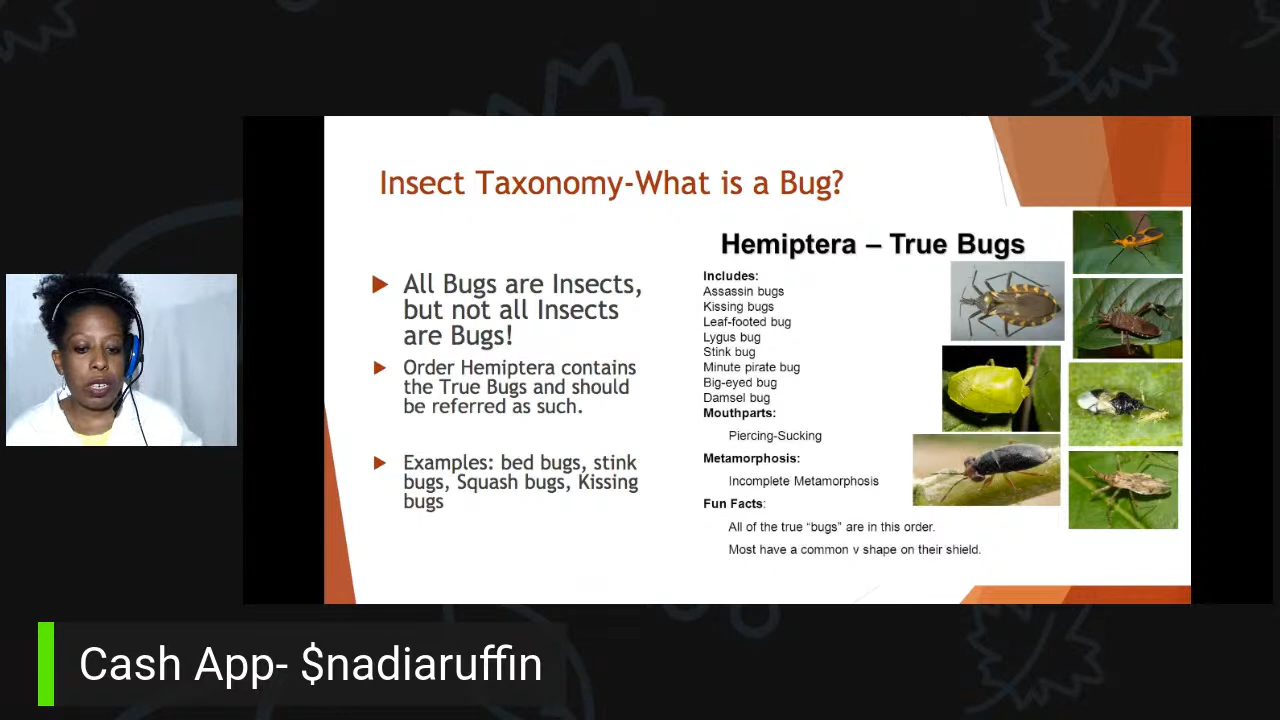 Insect Taxonomy-What is a Bug?
All Bugs are Insects,
but not all Insects
are Bugs!
Order Hemiptera contains
the True Bugs and should
be referred as such.
Examples: bed bugs, stink
bugs, Squash bugs, Kissing
bugs
Hemiptera – True Bugs
Includes:
Assassin bugs
Kissing bugs
Leaf-footed bug
Lygus bug
Stink bug
Minute pirate bug
Big-eyed bug
Damsel bug
Mouthparts:
Piercing-Sucking
Metamorphosis:
Incomplete Metamorphosis
Fun Facts:
All of the true “bugs” are in this order.
Most have a common v shape on their shield.
Cash App- $nadiaruffin